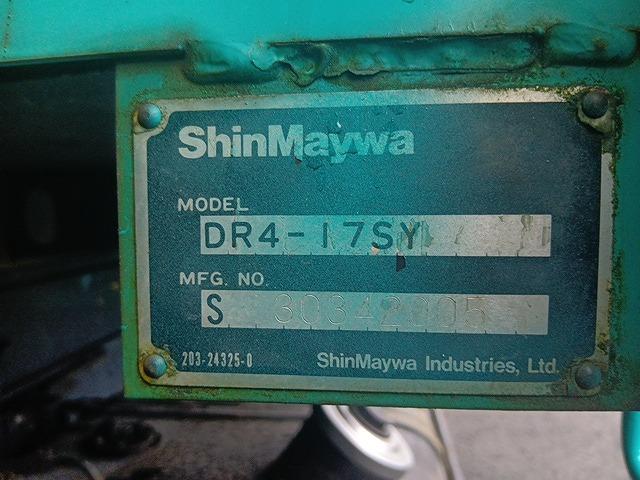 ShinMaywa
MODEL
DR4-17SY
MFG. NO.
S 30342005
203-24325-0
ShinMaywa Industries, Ltd.